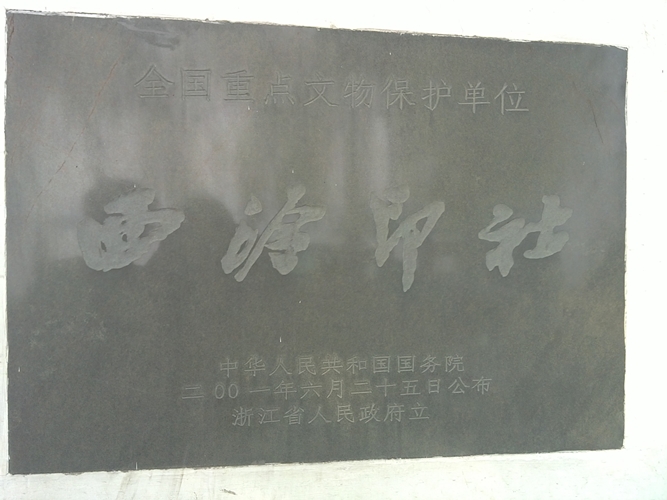 全国重点文物保护单位
西泠印社
中华人民共和国国务院
二00一年六月二十五日公布
浙江省人民政府立